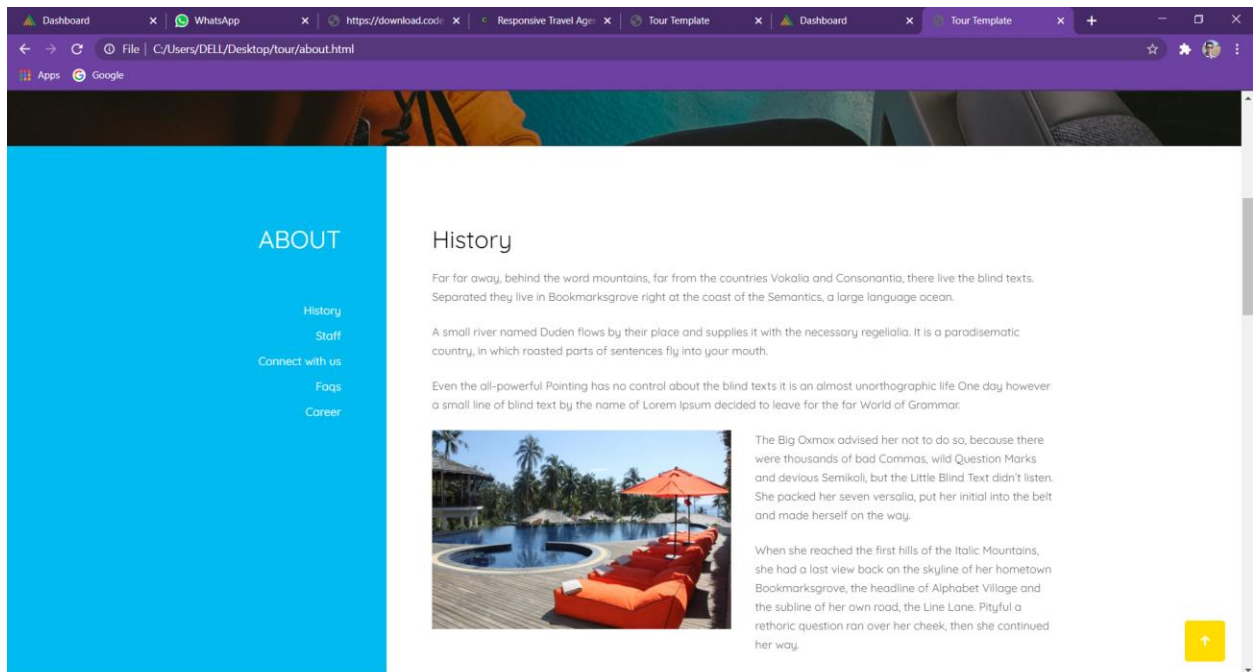 Dashboard
WhatsApp
https://download.code
Responsive Travel Age
Tour Template
Dashboard
Tour Template
File | C:/Users/DELL/Desktop/tour/about.html
Apps
Google
ABOUT
History
Staff
Connect with us
Faqs
Career
History
Far far away, behind the word mountains, far from the countries Vokalia and Consonantia, there live the blind texts.
Separated they live in Bookmarksgrove right at the coast of the Semantics, a large language ocean.
A small river named Duden flows by their place and supplies it with the necessary regelialia. It is a paradisematic
country, in which roasted parts of sentences fly into your mouth.
Even the all-powerful Pointing has no control about the blind texts it is an almost unorthographic life One day however
a small line of blind text by the name of Lorem Ipsum decided to leave for the far World of Grammar.
The Big Oxmox advised her not to do so, because there
were thousands of bad Commas, wild Question Marks
and devious Semikoli, but the Little Blind Text didn't listen.
She packed her seven versalia, put her initial into the belt
and made herself on the way.
When she reached the first hills of the Italic Mountains,
she had a last view back on the skyline of her hometown
Bookmarksgrove, the headline of Alphabet Village and
the subline of her own road, the Line Lane. Pityful a
rethoric question ran over her cheek, then she continued
her way.